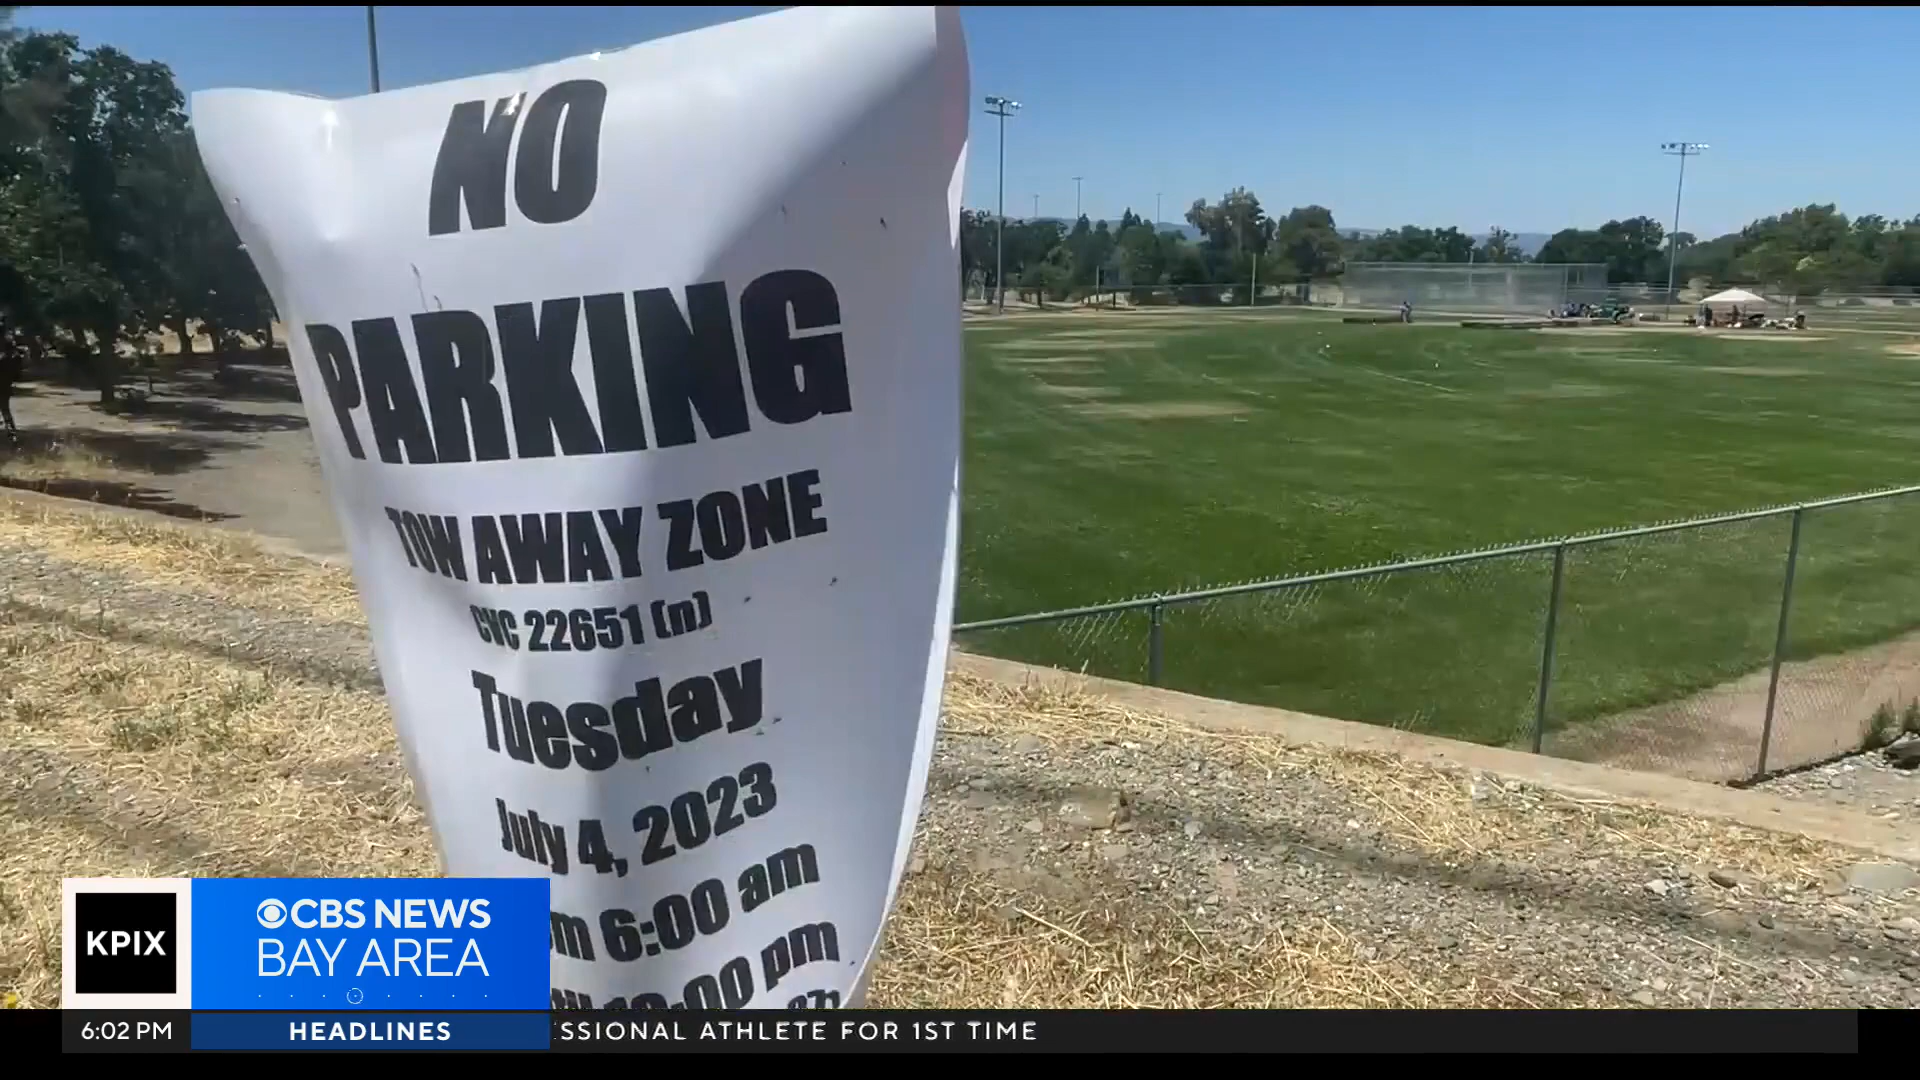 NO
PARKING
TOW AWAY ZONE
CVC 22651 (n)
Tuesday
July 4, 2023
6:00 am
pm
KPIX
CBS NEWS
BAY AREA
6:02 PM
HEADLINES
SSIONAL ATHLETE FOR 1ST TIME